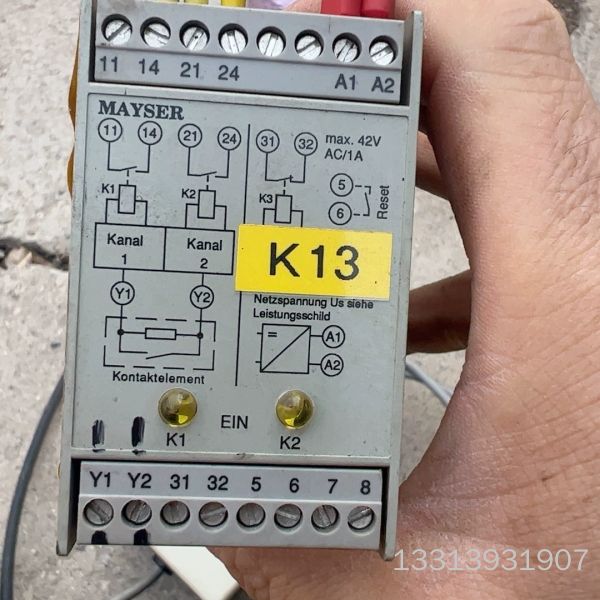 11 14 21 24 A1 A2
MAYSER
11 14 21 24 31 32 max. 42V
AC/1A
5
6
Reset
K1 K2 K3
Kanal
1
Kanal
2
K13
Y1 Y2
Netzspannung Us siehe
Leistungsschild
= A1
A2
Kontaktelement
K1 EIN K2
Y1 Y2 31 32 5 6 7 8
13313931907